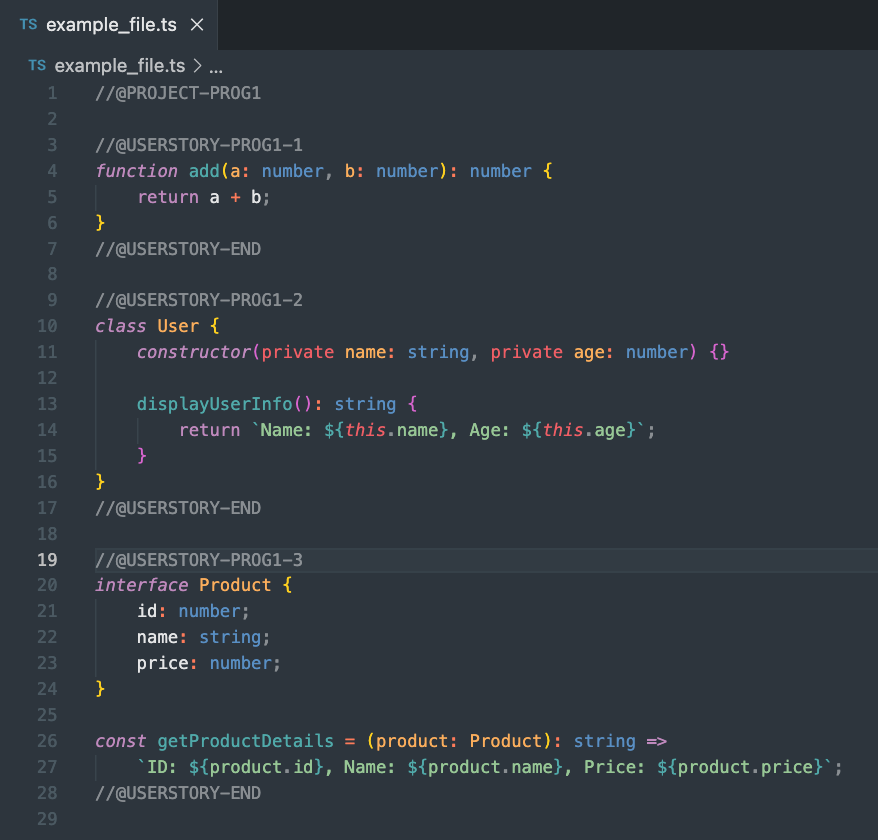 TS example_file.ts ×
TS example_file.ts > ...
1 //@PROJECT-PROG1
2
3 //@USERSTORY-PROG1-1
4 function add(a: number, b: number): number {
5     return a + b;
6 }
7 //@USERSTORY-END
8
9 //@USERSTORY-PROG1-2
10 class User {
11     constructor(private name: string, private age: number) {}
12
13     displayUserInfo(): string {
14         return `Name: ${this.name}, Age: ${this.age}`;
15     }
16 }
17 //@USERSTORY-END
18
19 //@USERSTORY-PROG1-3
20 interface Product {
21     id: number;
22     name: string;
23     price: number;
24 }
25
26 const getProductDetails = (product: Product): string =>
27     `ID: ${product.id}, Name: ${product.name}, Price: ${product.price}`;
28 //@USERSTORY-END
29